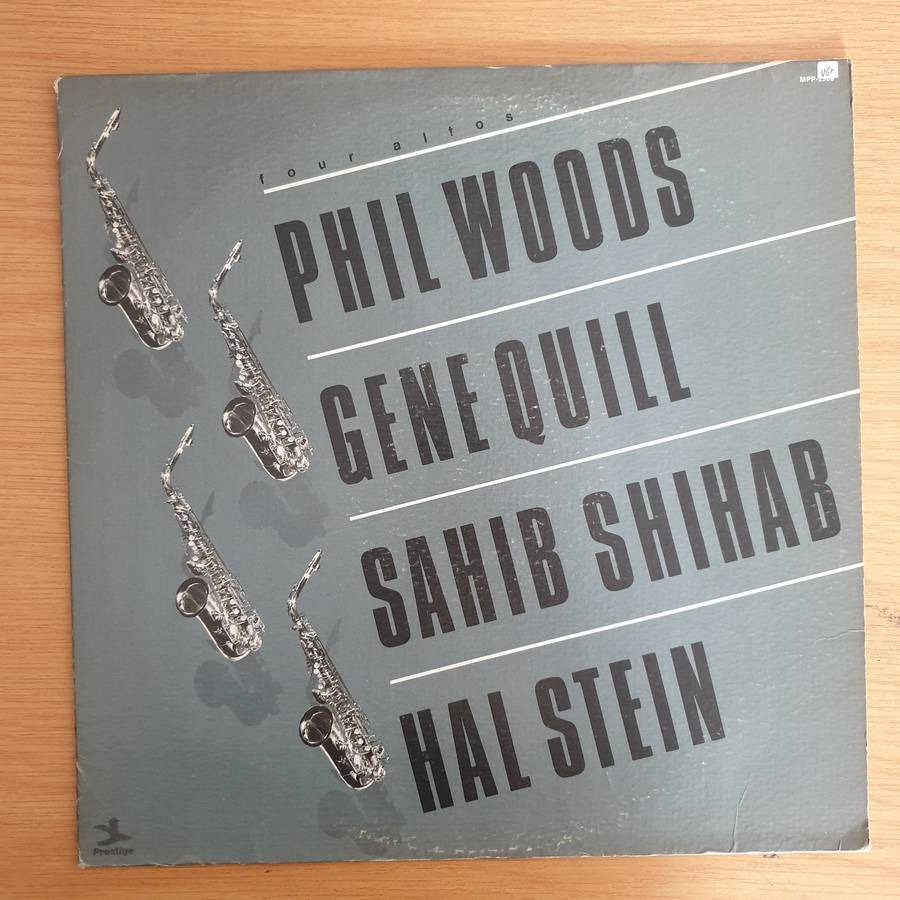 four altos
PHIL WOODS
GENE QUILL
SAHIB SHIHAB
HAL STEIN
Prestige
VG+